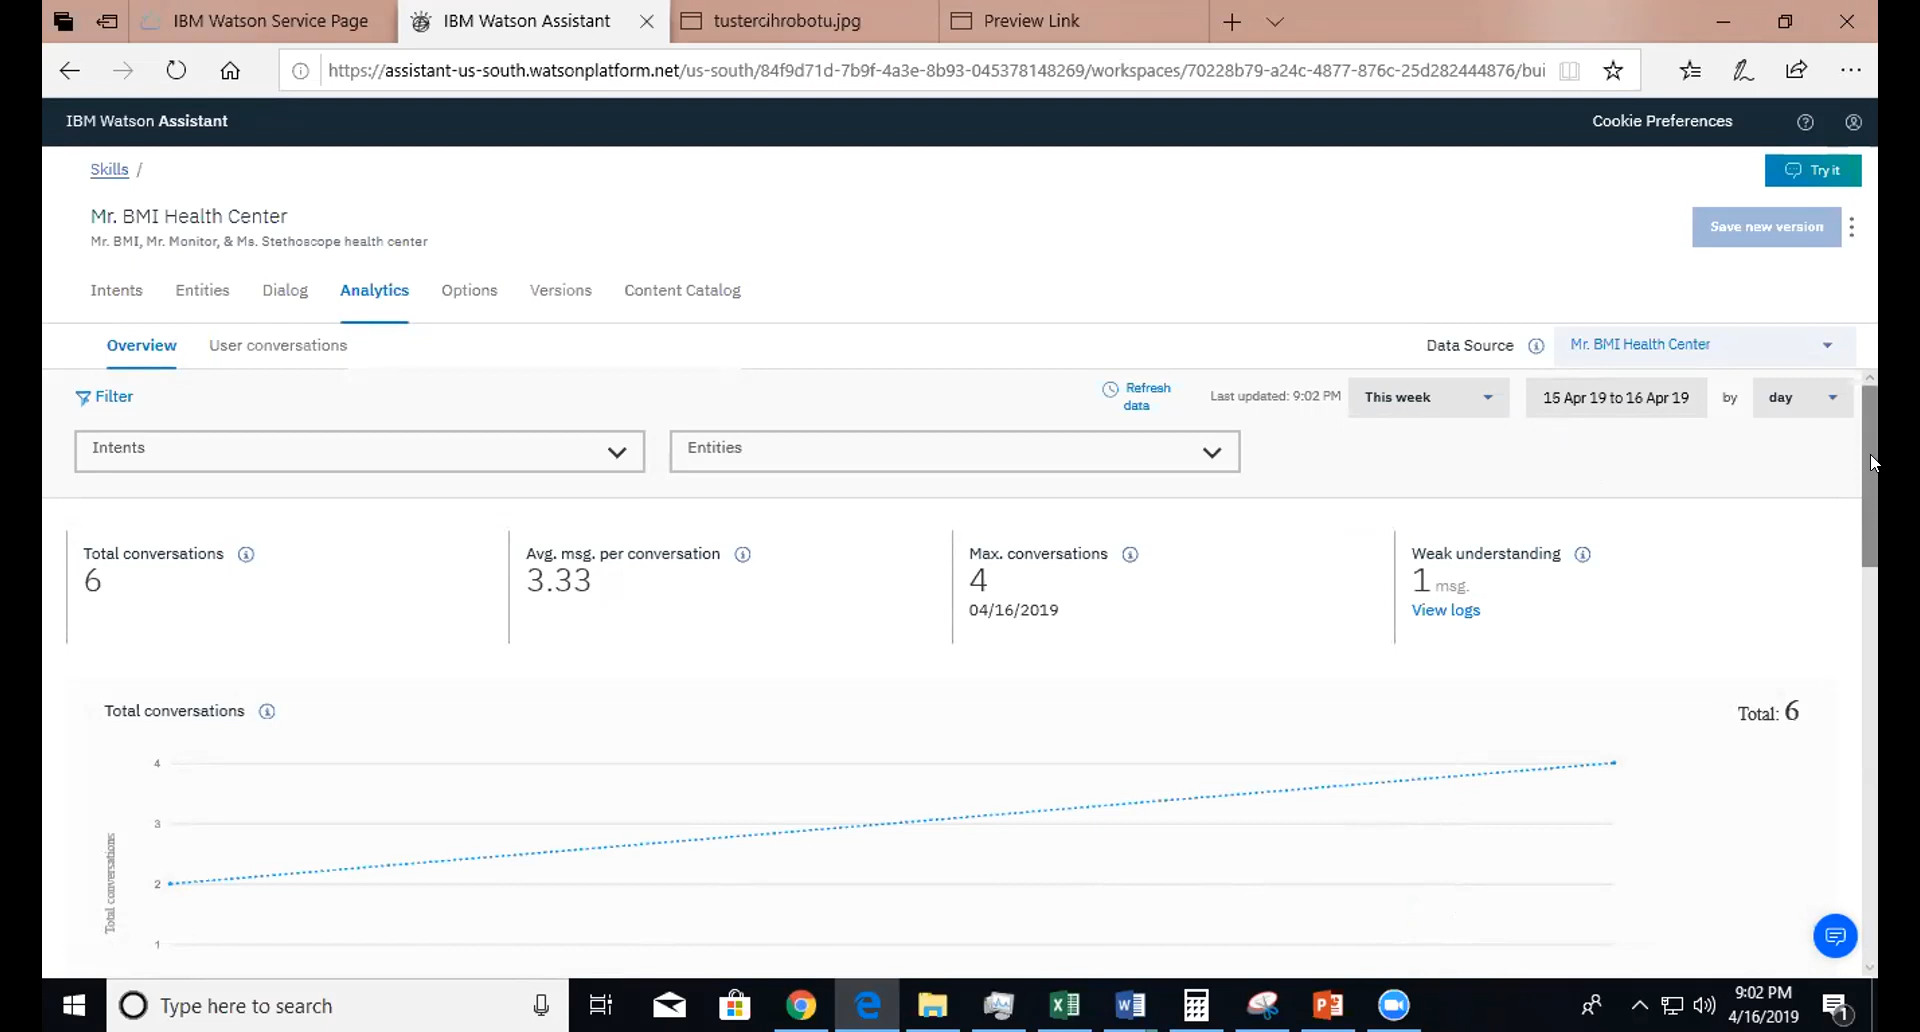 IBM Watson Service Page
IBM Watson Assistant
tustercihrobotu.jpg
Preview Link
https://assistant-us-south.watsonplatform.net/us-south/84f9d71d-7b9f-4a3e-8b93-045378148269/workspaces/70228b79-a24c-4877-876c-25d282444876/bui
IBM Watson Assistant
Cookie Preferences
Skills /
Try it
Mr. BMI Health Center
Mr. BMI, Mr. Monitor, & Ms. Stethoscope health center
Save new version
Intents
Entities
Dialog
Analytics
Options
Versions
Content Catalog
Overview
User conversations
Data Source
Mr. BMI Health Center
Filter
Refresh
data
Last updated: 9:02 PM
This week
15 Apr 19 to 16 Apr 19
by
day
Intents
Entities
Total conversations
6
Avg. msg. per conversation
3.33
Max. conversations
4
04/16/2019
Weak understanding
1 msg.
View logs
Total conversations
Total: 6
4
3
2
1
Total conversations
Type here to search
9:02 PM
4/16/2019
1